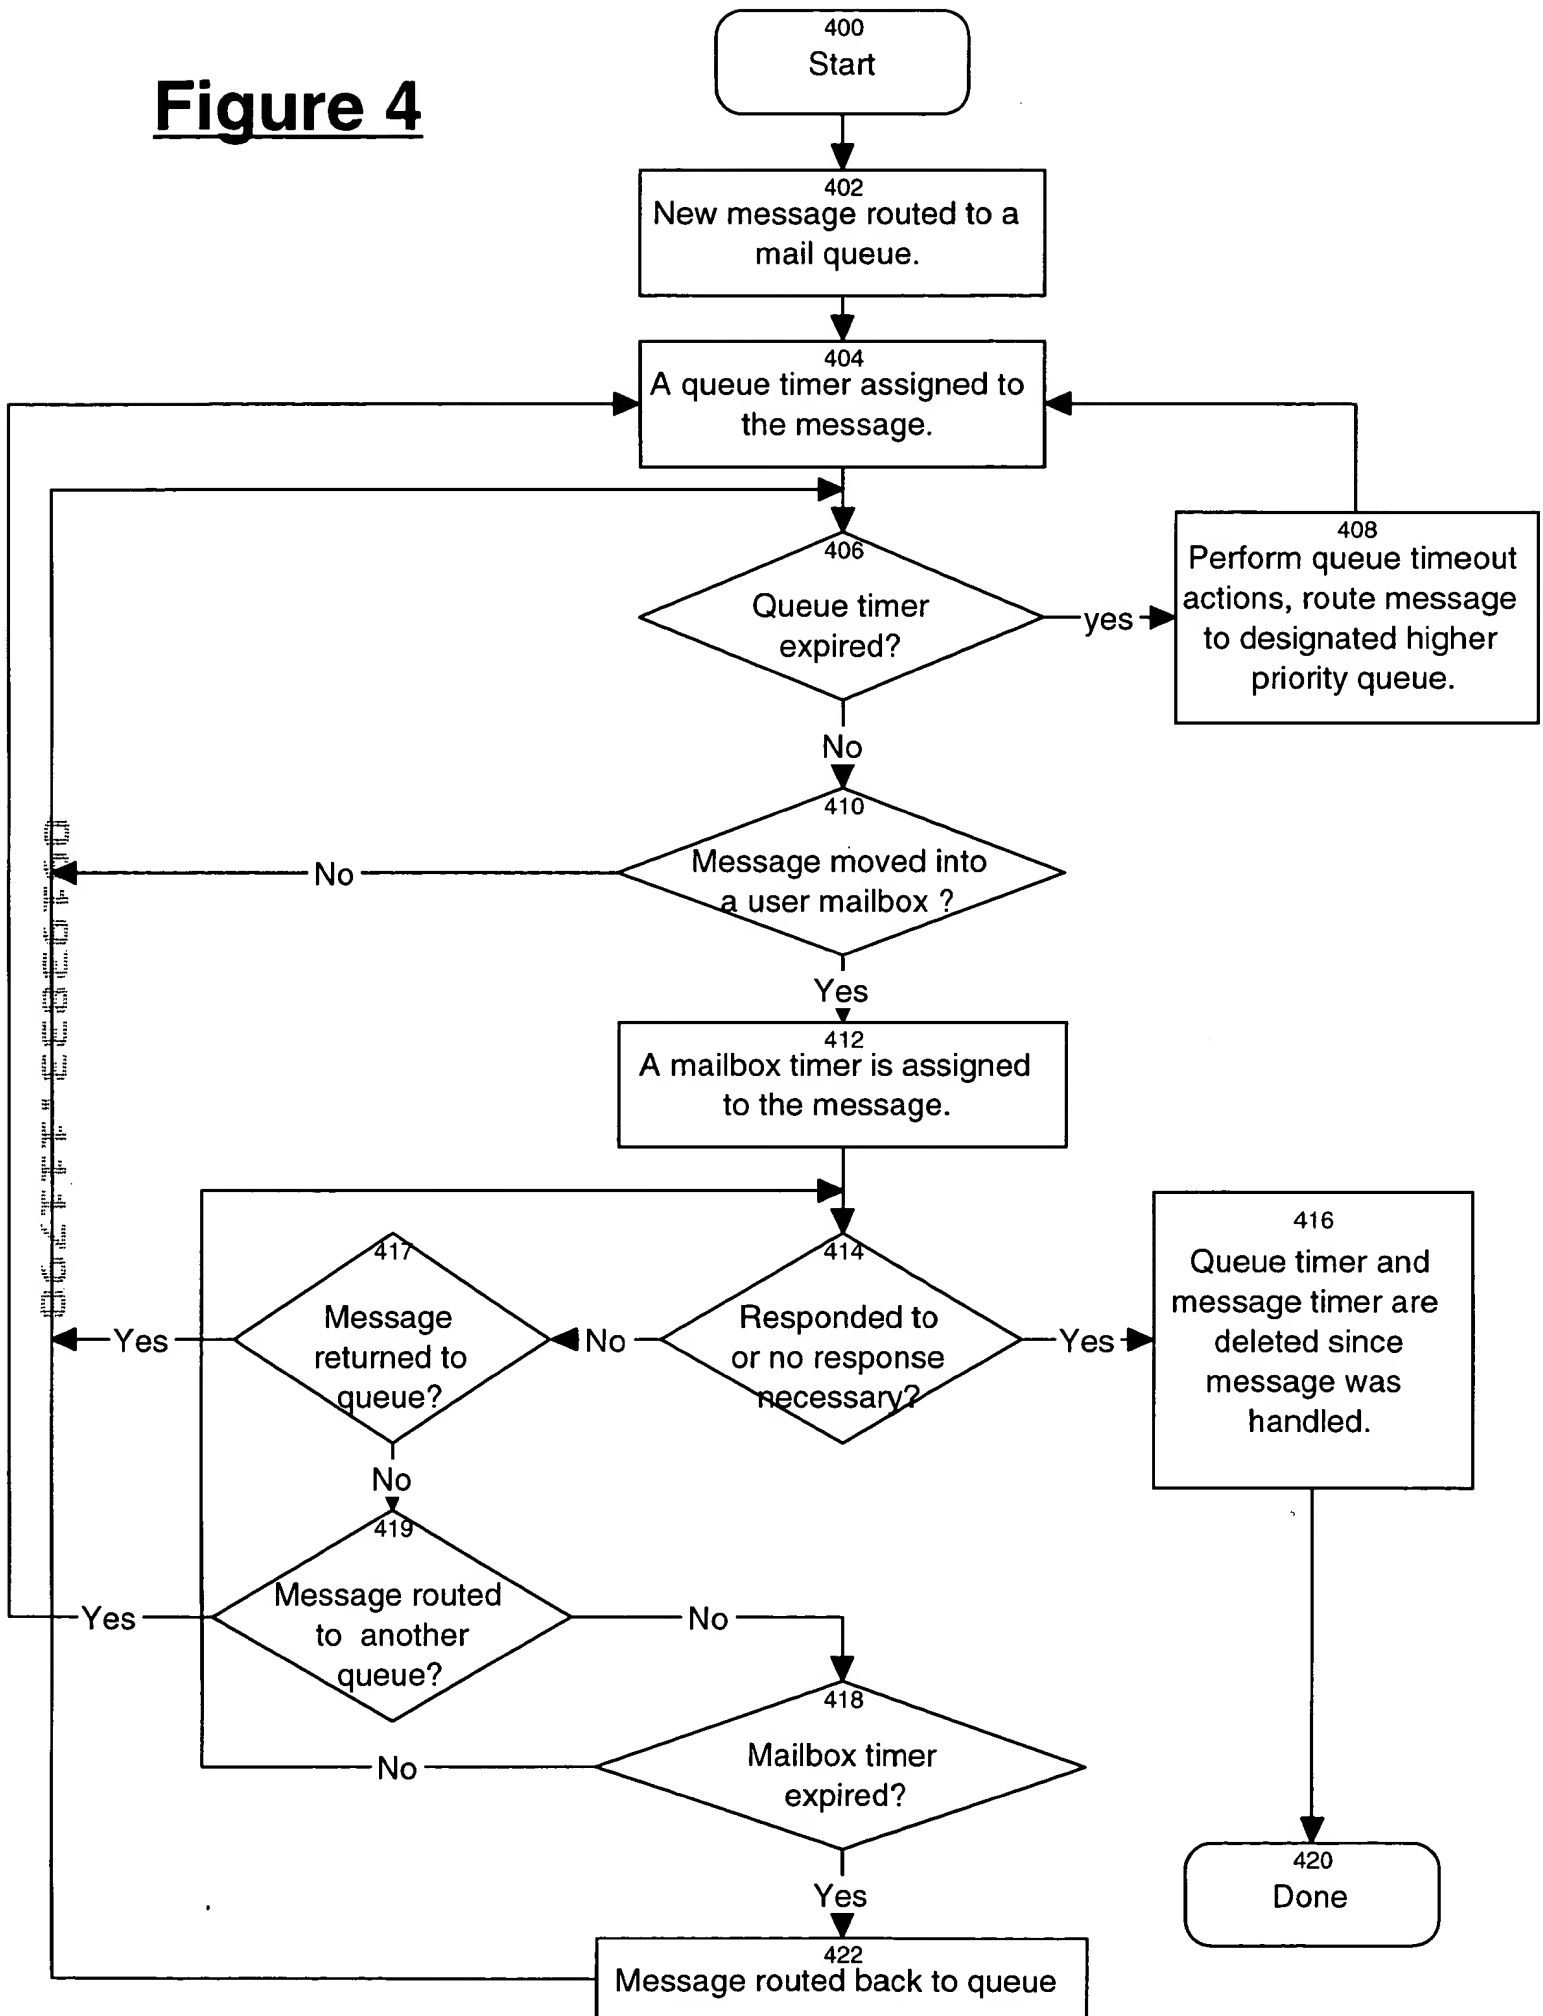 Figure 4
400
Start
402
New message routed to a
mail queue.
404
A queue timer assigned to
the message.
406
Queue timer
expired?
yes
408
Perform queue timeout
actions, route message
to designated higher
priority queue.
No
410
Message moved into
a user mailbox ?
No
Yes
412
A mailbox timer is assigned
to the message.
414
Responded to
or no response
necessary?
Yes
416
Queue timer and
message timer are
deleted since
message was
handled.
No
417
Message
returned to
queue?
Yes
No
419
Message routed
to another
queue?
Yes
No
418
Mailbox timer
expired?
No
Yes
420
Done
422
Message routed back to queue